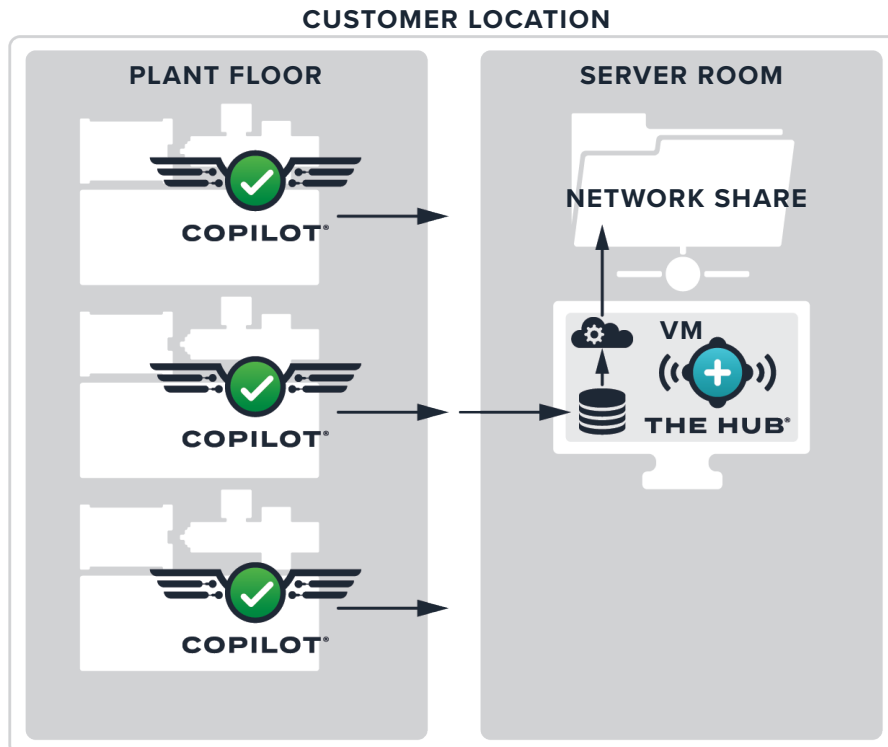 CUSTOMER LOCATION
PLANT FLOOR
COPILOT®
COPILOT®
COPILOT®
SERVER ROOM
NETWORK SHARE
VM
THE HUB®